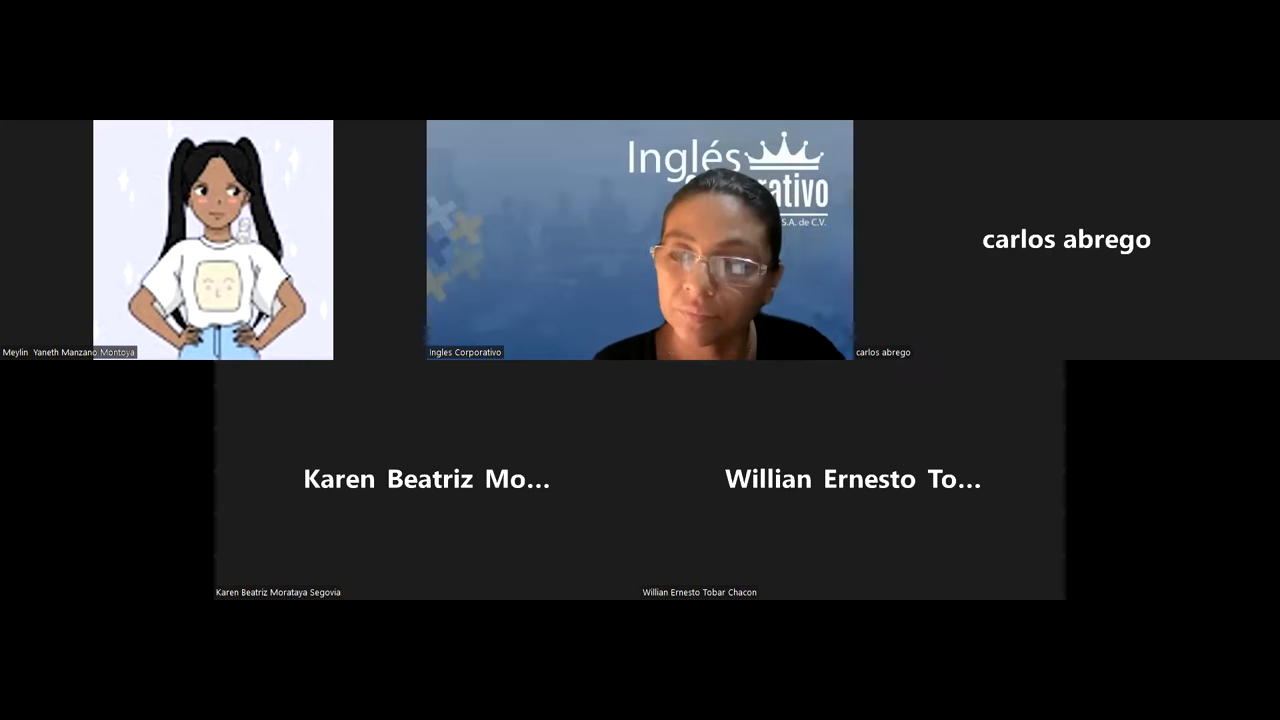 Inglés
rativo
S.A. de C.V.
carlos abrego
Meylin Yaneth Manzano Montoya
Ingles Corporativo
carlos abrego
Karen Beatriz Mo...
Willian Ernesto To...
Karen Beatriz Morataya Segovia
Willian Ernesto Tobar Chacon